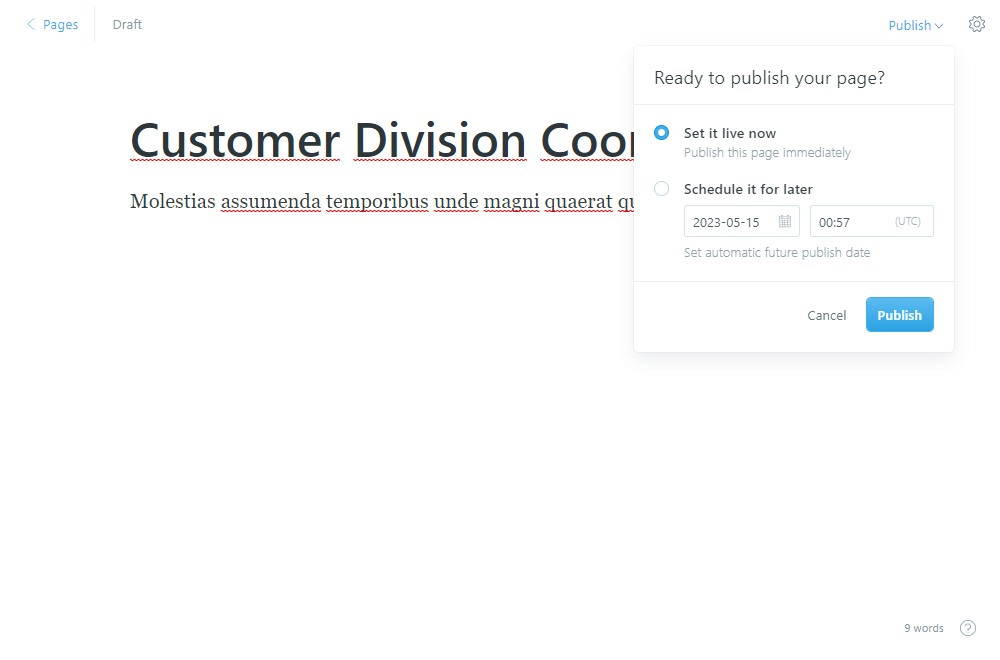 Pages
Draft
Publish
Ready to publish your page?
Customer Division
Set it live now
Publish this page immediately
Schedule it for later
Molestias assumenda temporibus unde magni quaerat
2023-05-15
00:57 (UTC)
Set automatic future publish date
Cancel Publish
9 words